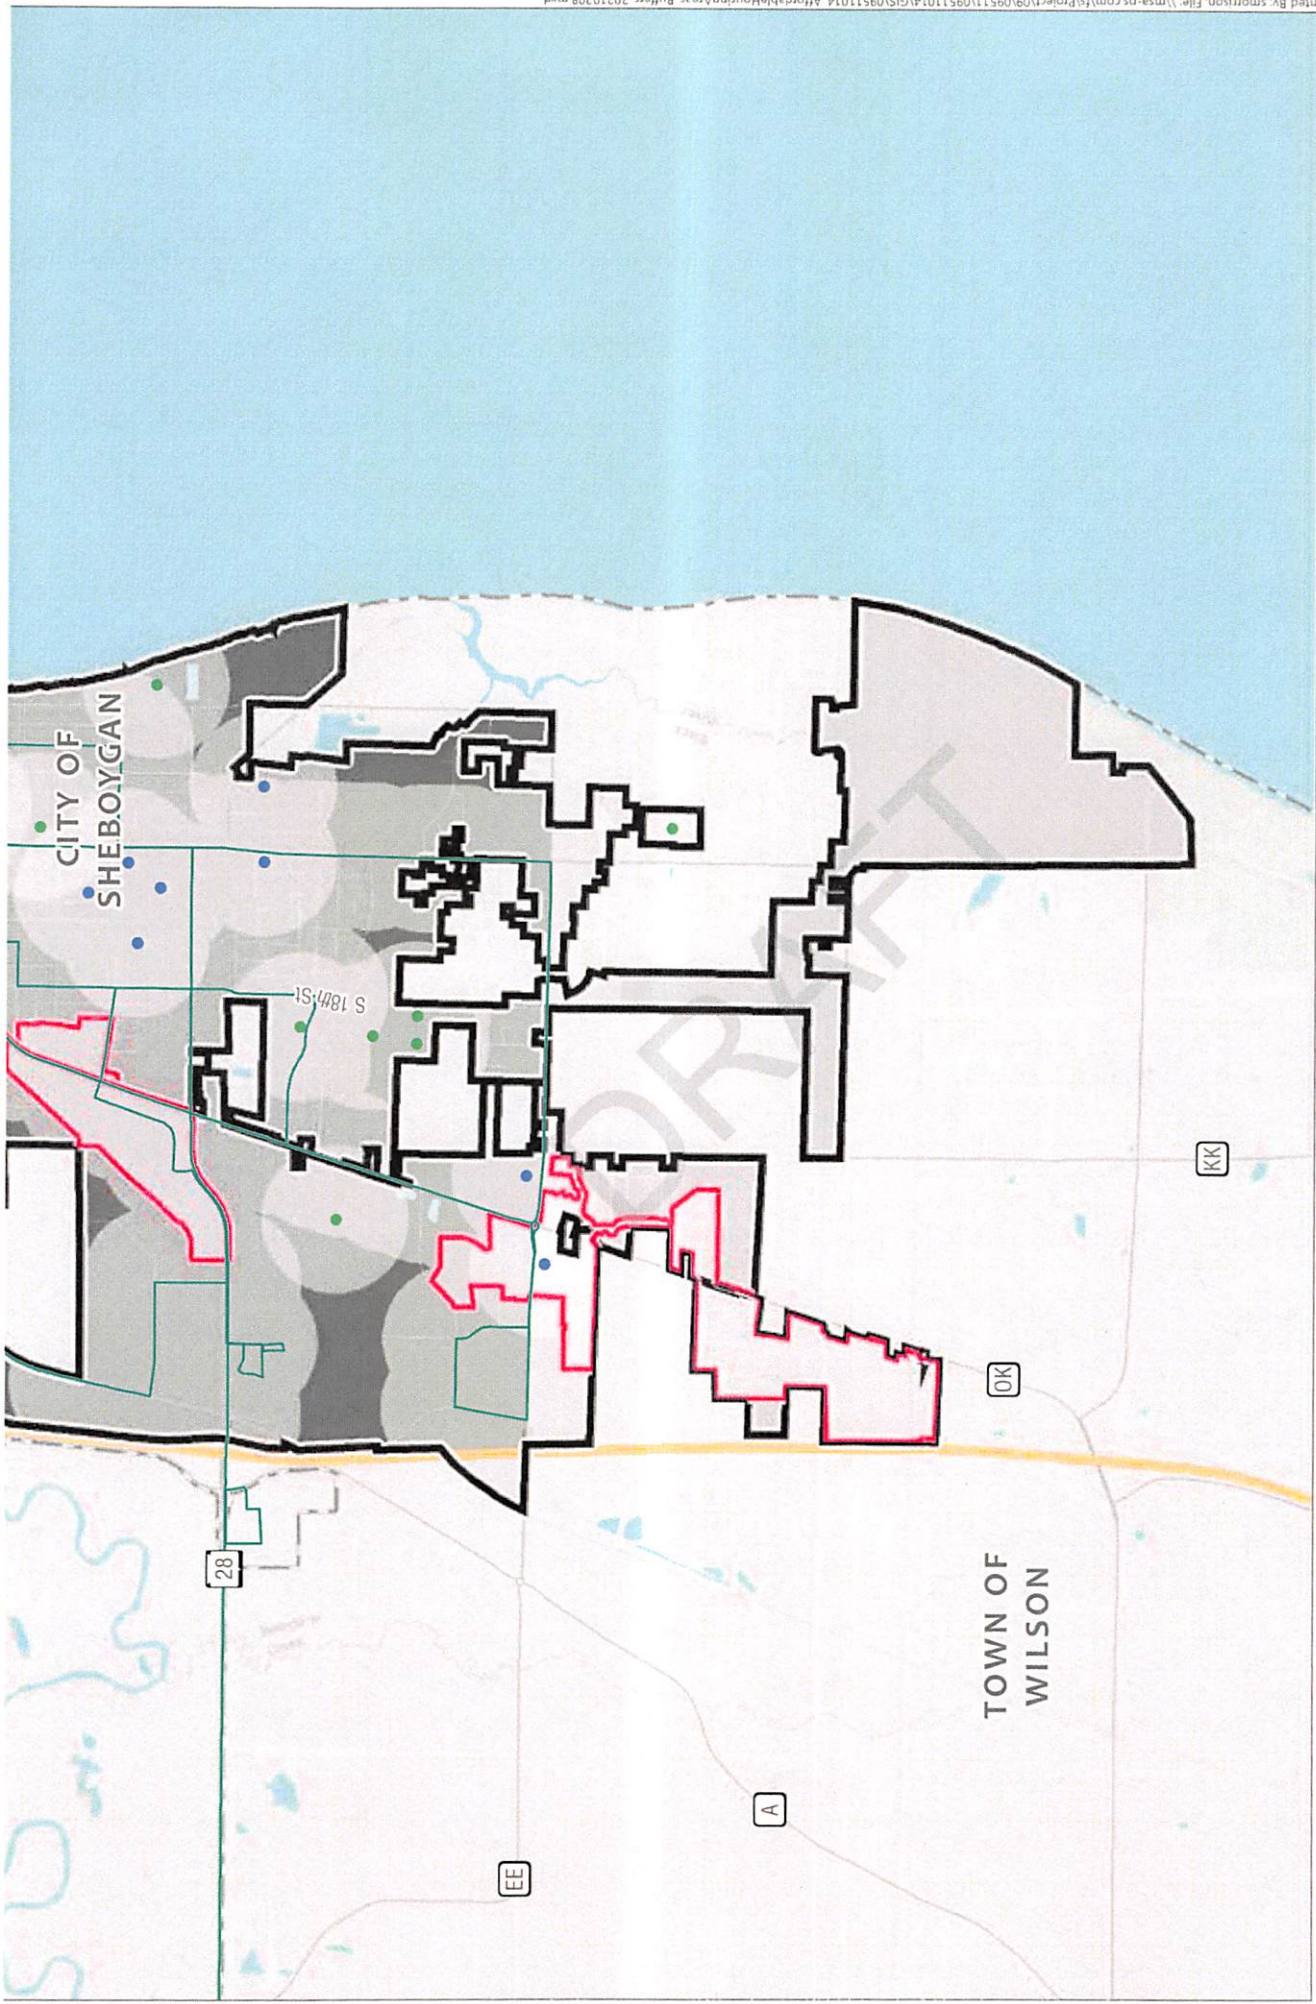 CITY OF
SHEBOYGAN
S 18th St
28
DRAFT
KK
OK
TOWN OF
WILSON
A
EE